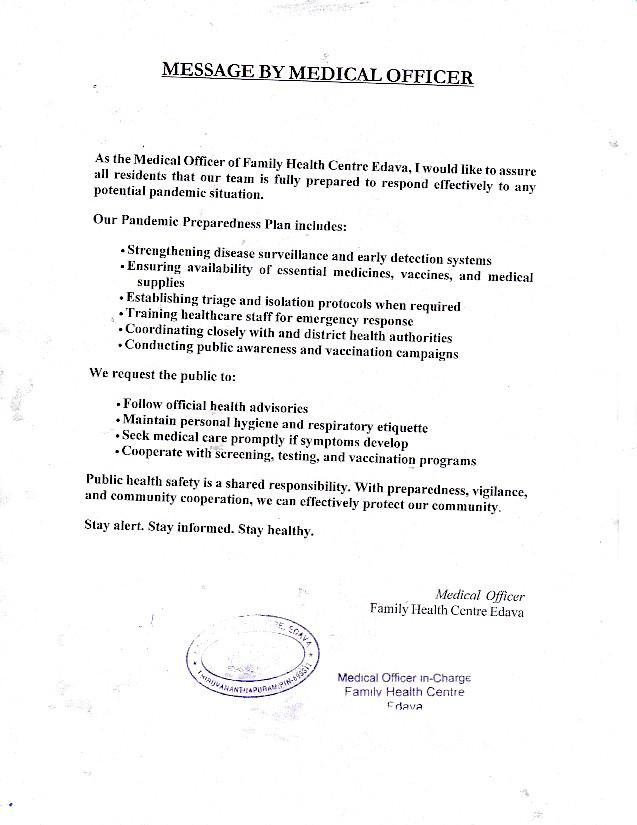 MESSAGE BY MEDICAL OFFICER
As the Medical Officer of Family Health Centre Edava, I would like to assure
all residents that our team is fully prepared to respond effectively to any
potential pandemic situation.
Our Pandemic Preparedness Plan includes:
• Strengthening disease surveillance and early detection systems
• Ensuring availability of essential medicines, vaccines, and medical
supplies
• Establishing triage and isolation protocols when required
• Training healthcare staff for emergency response
• Coordinating closely with and district health authorities
• Conducting public awareness and vaccination campaigns
We request the public to:
• Follow official health advisories
• Maintain personal hygiene and respiratory etiquette
• Seek medical care promptly if symptoms develop
• Cooperate with screening, testing, and vaccination programs
Public health safety is a shared responsibility. With preparedness, vigilance,
and community cooperation, we can effectively protect our community.
Stay alert. Stay informed. Stay healthy.
Medical Officer
Family Health Centre Edava
EDAVA
THIRUVANANTHAPURAM
Medical Officer in-Charge
Family Health Centre
Edava